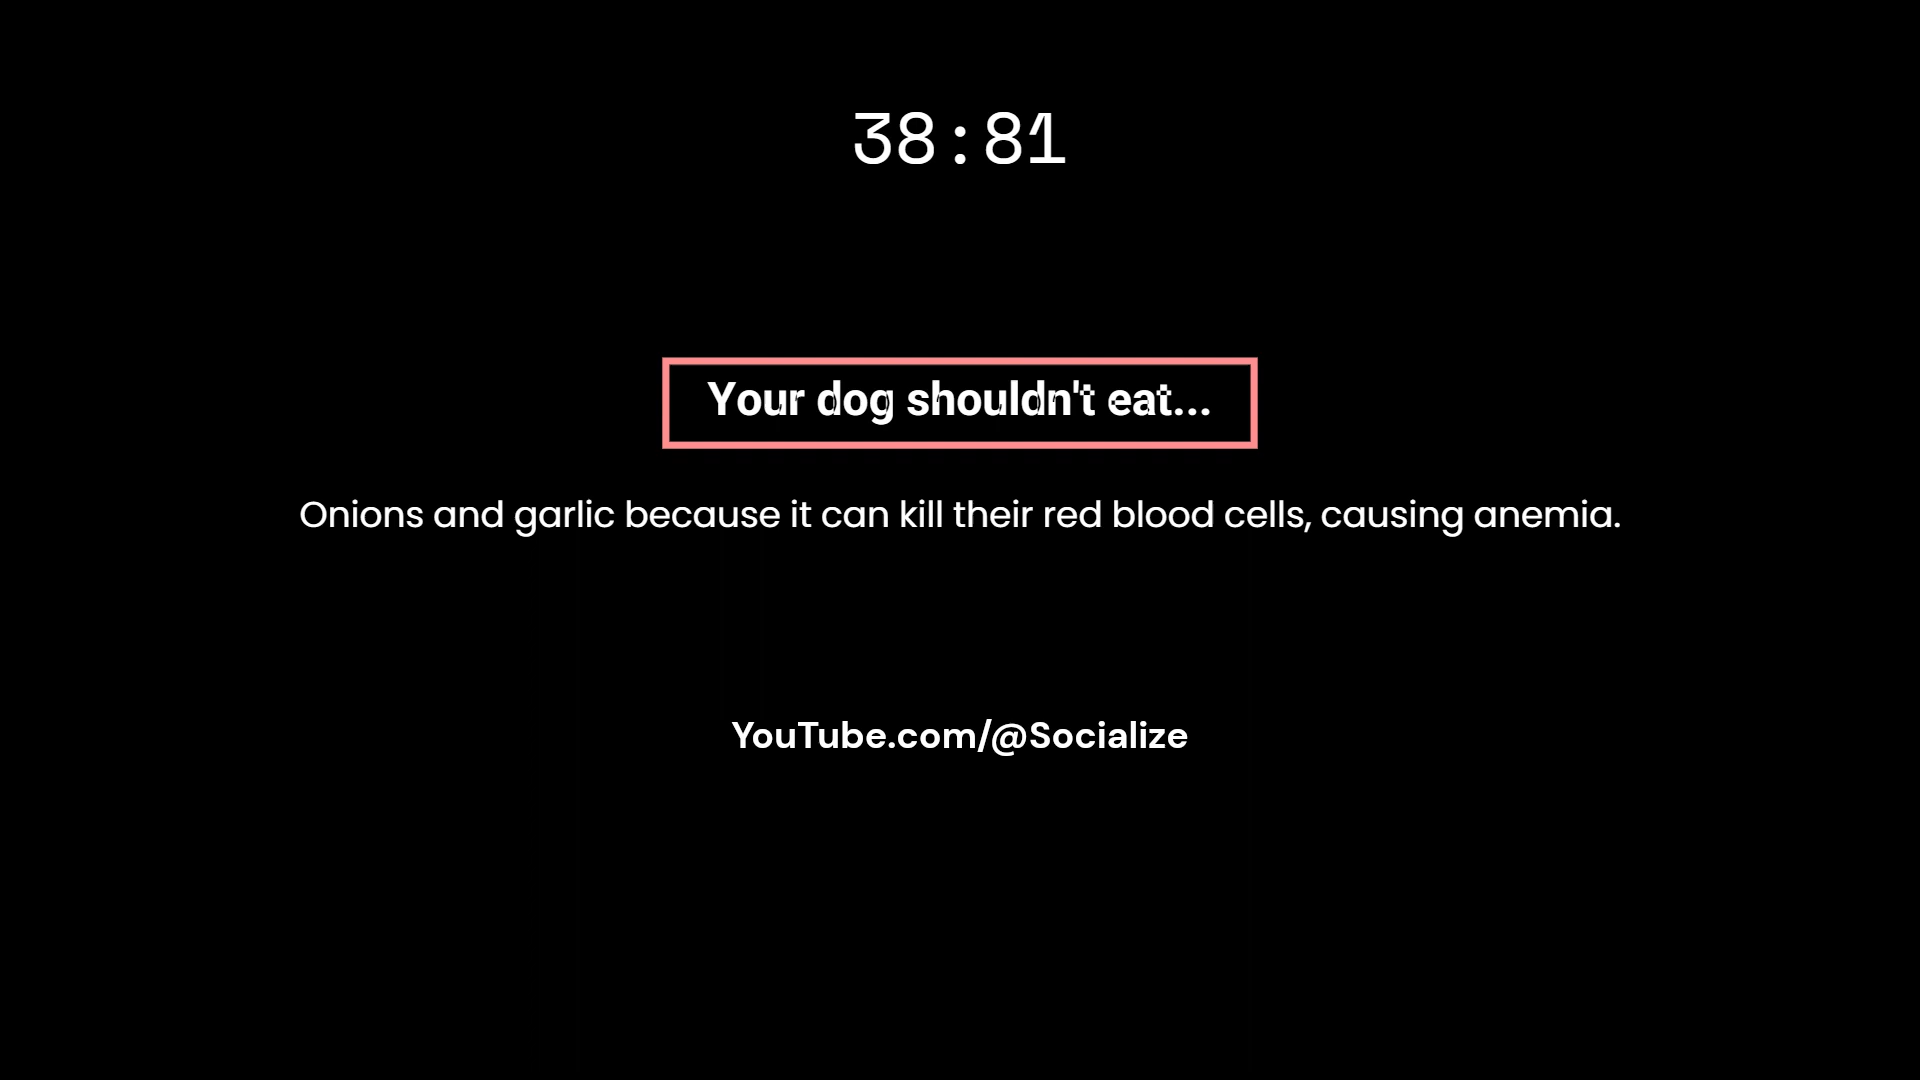 38:81
Your dog shouldn't eat...
Onions and garlic because it can kill their red blood cells, causing anemia.
YouTube.com/@Socialize